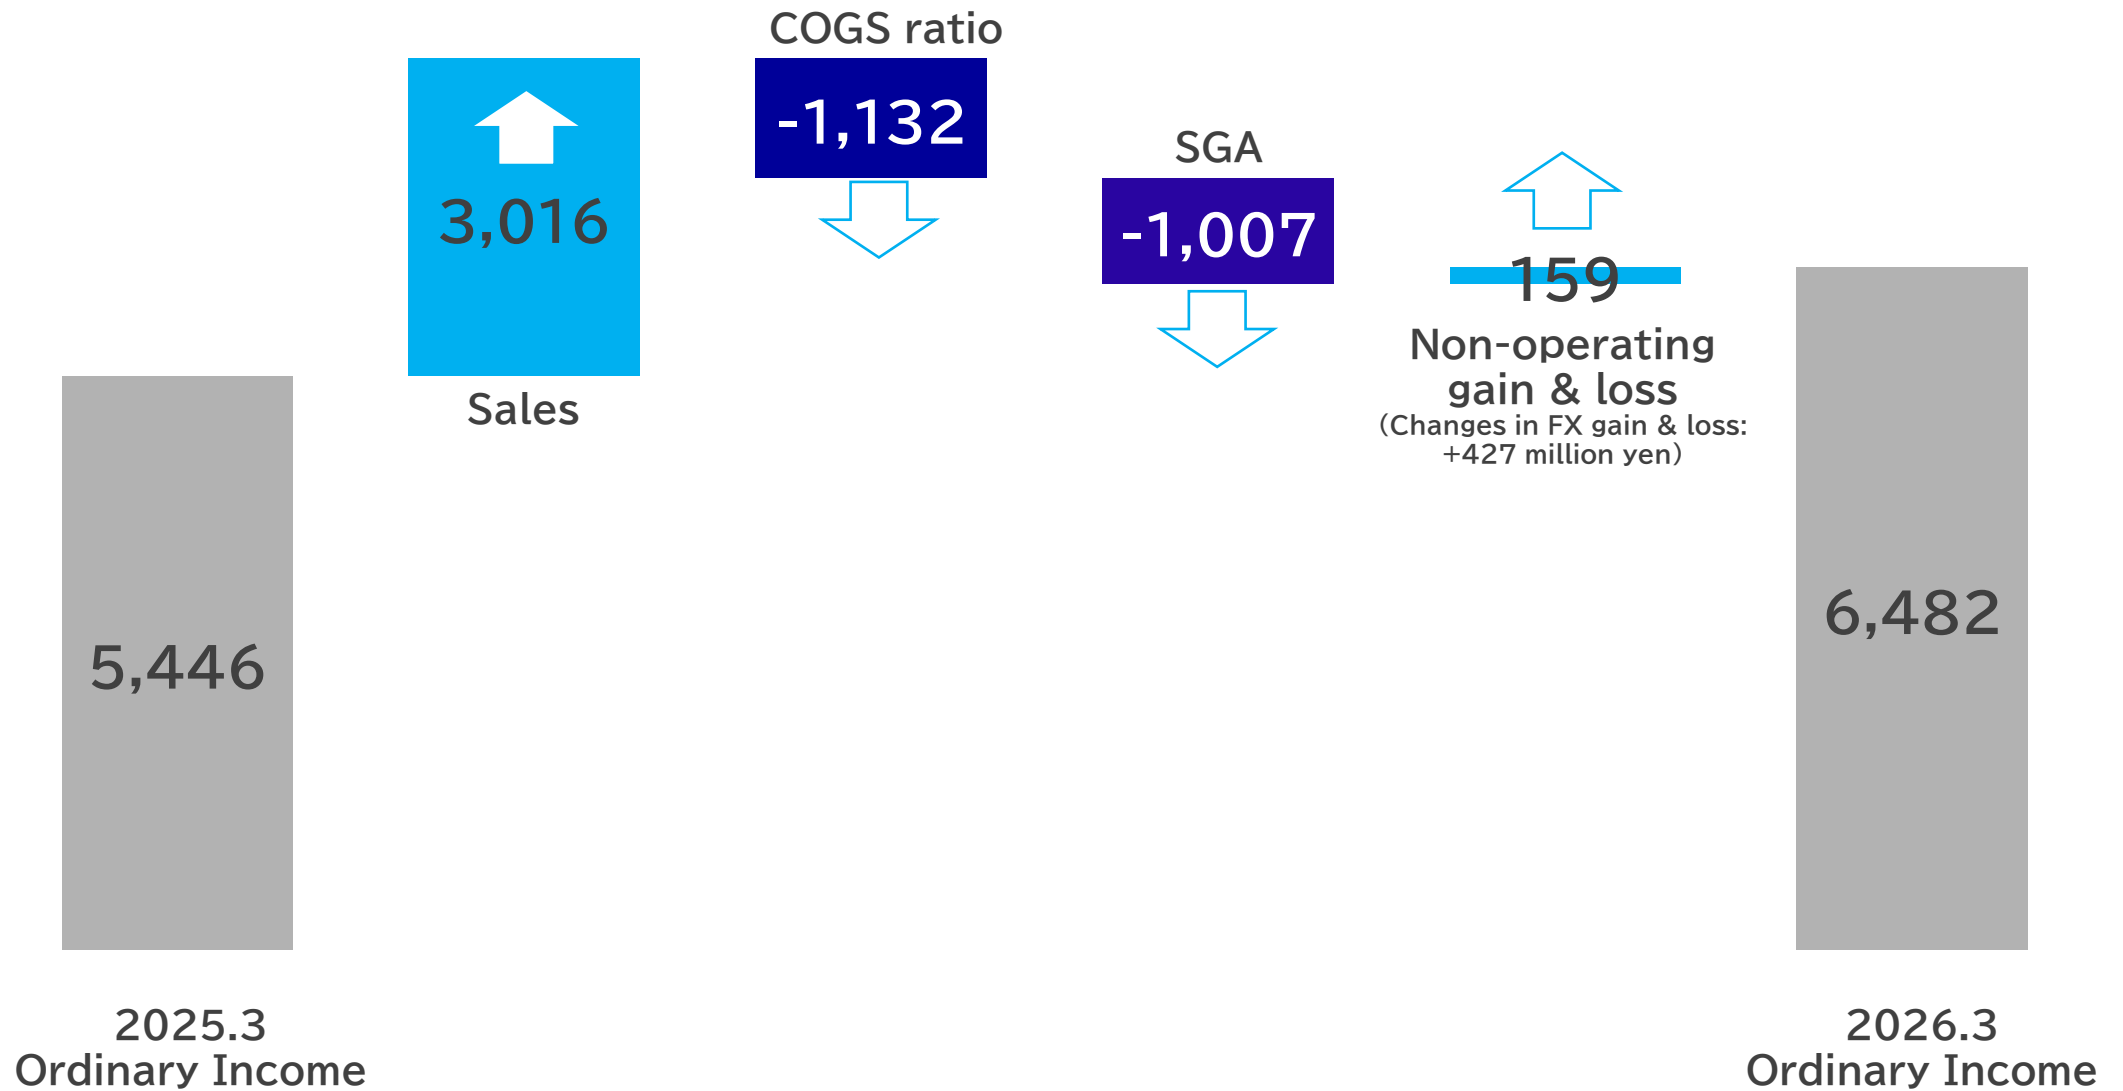 COGS ratio
-1,132
3,016
Sales
SGA
-1,007
159
Non-operating
gain & loss
(Changes in FX gain & loss:
+427 million yen)
5,446
6,482
2025.3
Ordinary Income
2026.3
Ordinary Income